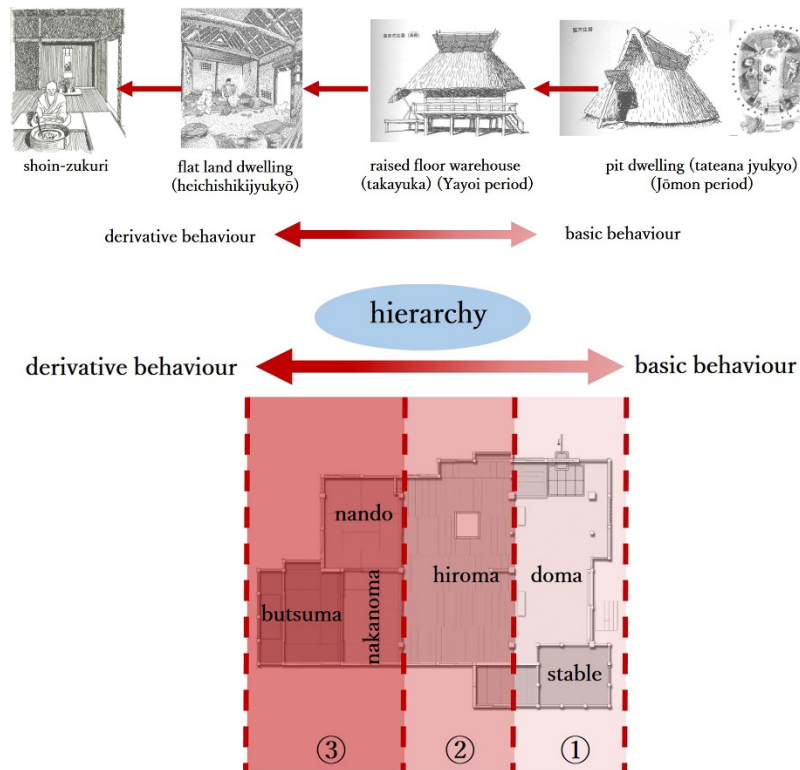 shoin-zukuri
flat land dwelling
(heichishikijyukyō)
raised floor warehouse
(takayuka) (Yayoi period)
pit dwelling (tateana jyukyo)
(Jōmon period)
derivative behaviour
basic behaviour
hierarchy
derivative behaviour
basic behaviour
nando
butsuma
nakanoma
hiroma
doma
stable
③
②
①